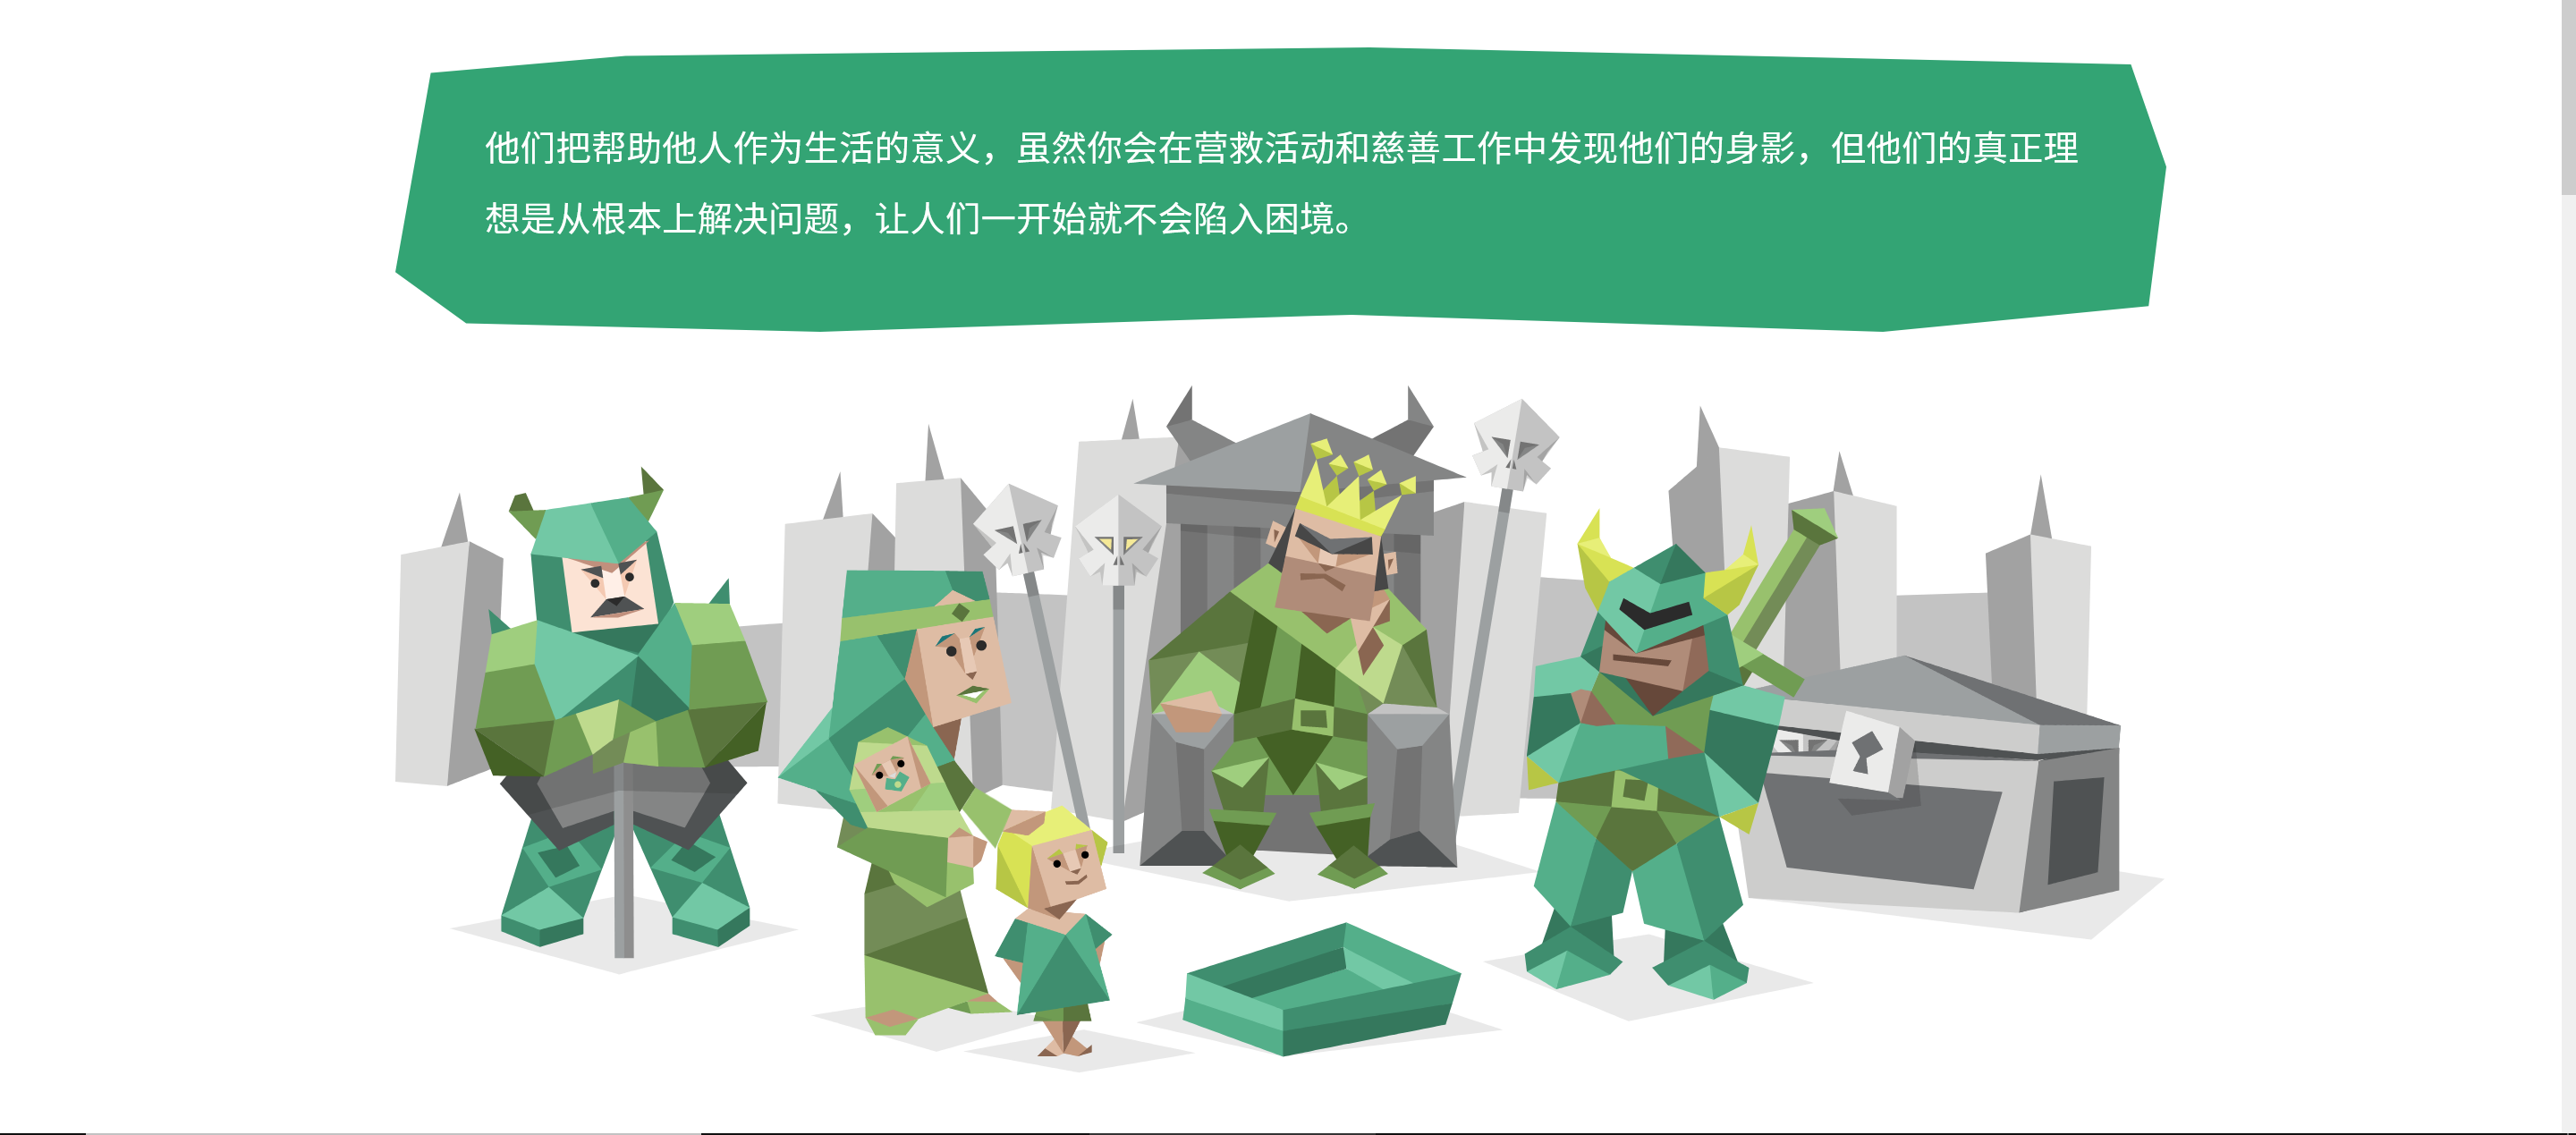 他们把帮助他人作为生活的意义，虽然你会在营救活动和慈善工作中发现他们的身影，但他们的真正理
想是从根本上解决问题，让人们一开始就不会陷入困境。